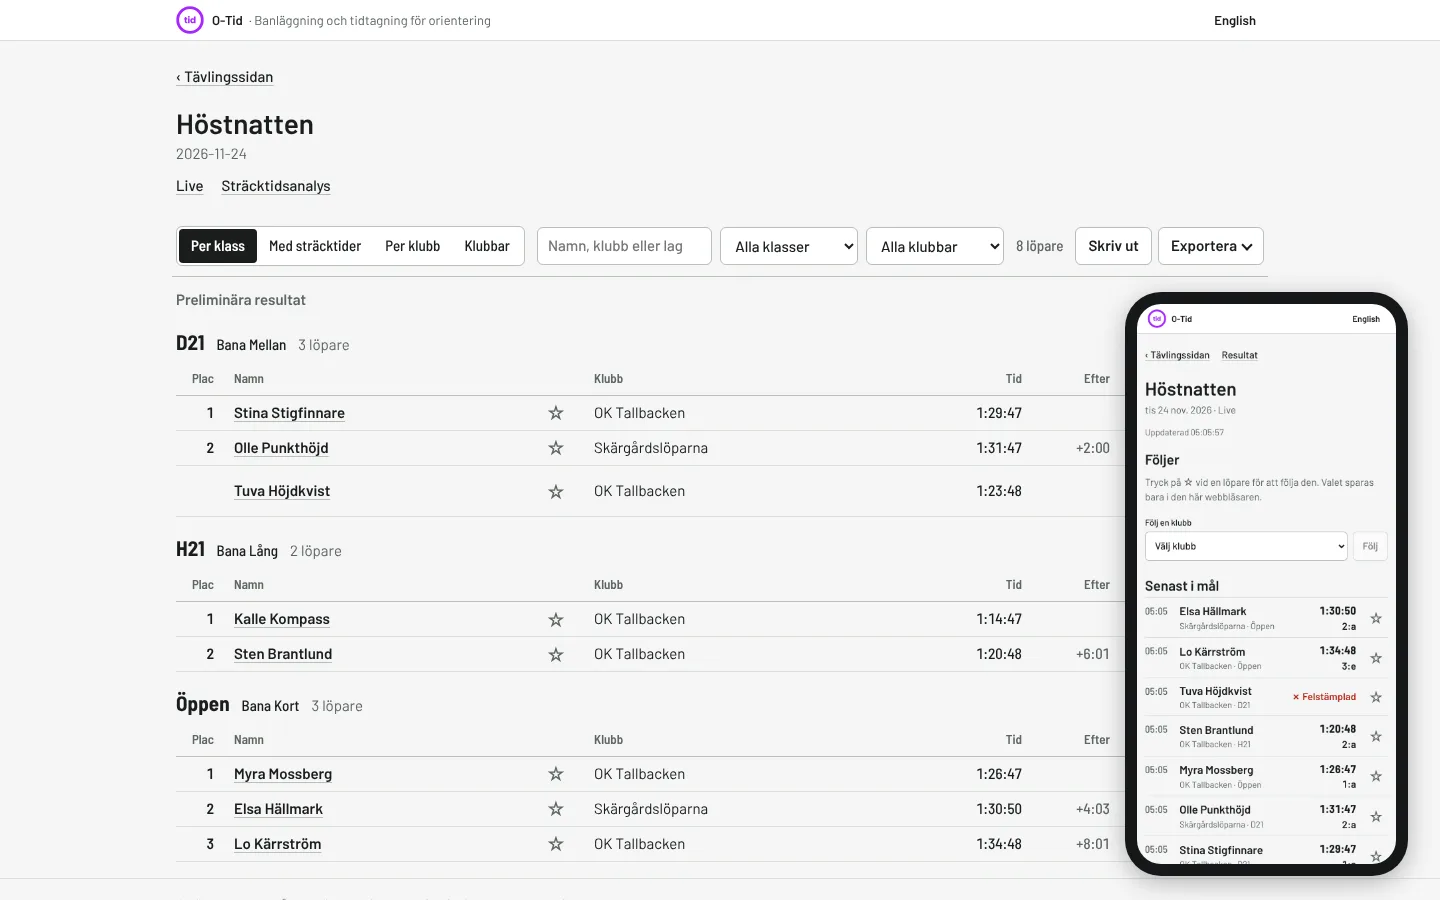 tid O-Tid · Banläggning och tidtagning för orientering English
‹ Tävlingssidan
Höstnatten
2026-11-24
Live Sträcktidsanalys
Per klass Med sträcktider Per klubb Klubbar Namn, klubb eller lag Alla klasser Alla klubbar 8 löpare Skriv ut Exportera
Preliminära resultat
D21 Bana Mellan 3 löpare
Plac Namn Klubb Tid Efter
1 Stina Stigfinnare ☆ OK Tallbacken 1:29:47
2 Olle Punkthöjd ☆ Skärgårdslöparna 1:31:47 +2:00
Tuva Höjdkvist ☆ OK Tallbacken 1:23:48
H21 Bana Lång 2 löpare
Plac Namn Klubb Tid Efter
1 Kalle Kompass ☆ OK Tallbacken 1:14:47
2 Sten Brantlund ☆ OK Tallbacken 1:20:48 +6:01
Öppen Bana Kort 3 löpare
Plac Namn Klubb Tid Efter
1 Myra Mossberg ☆ OK Tallbacken 1:26:47
2 Elsa Hällmark ☆ Skärgårdslöparna 1:30:50 +4:03
3 Lo Kärrström ☆ OK Tallbacken 1:34:48 +8:01
tid O-Tid English
‹ Tävlingssidan Resultat
Höstnatten
tis 24 nov. 2026 · Live
Uppdaterad 05:05:57
Följer
Tryck på ☆ vid en löpare för att följa den. Valet sparas
bara i den här webbläsaren.
Följ en klubb
Välj klubb Följ
Senast i mål
05:05 Elsa Hällmark 1:30:50 ☆
Skärgårdslöparna · Öppen 2:a
05:05 Lo Kärrström 1:34:48 ☆
OK Tallbacken · Öppen 3:e
05:05 Tuva Höjdkvist × Felstämplad ☆
OK Tallbacken · D21
05:05 Sten Brantlund 1:20:48 ☆
OK Tallbacken · H21 2:a
05:05 Myra Mossberg 1:26:47 ☆
OK Tallbacken · Öppen 1:a
05:05 Olle Punkthöjd 1:31:47 ☆
Skärgårdslöparna · D21 2:a
05:05 Stina Stigfinnare 1:29:47 ☆